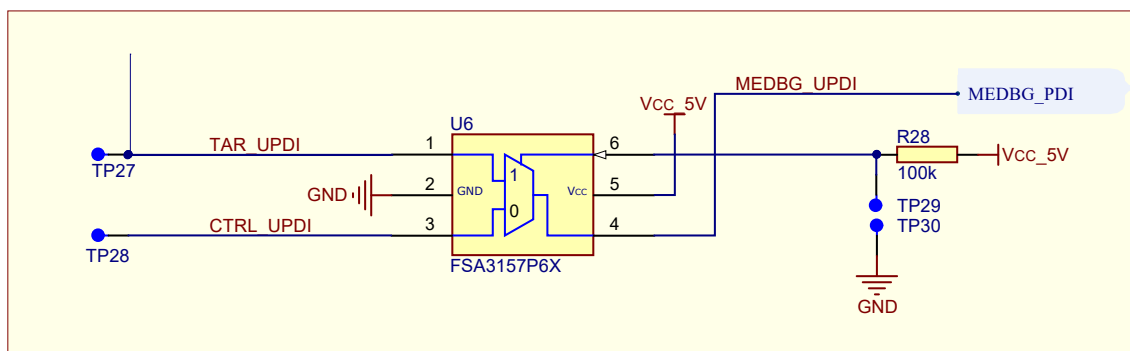 MEDBG_UPDI
MEDBG_PDI
VCC_5V
U6
R28
TAR_UPDI
1
6
VCC_5V
TP27
100k
1
GND
2
GND
VCC
5
0
TP29
CTRL_UPDI
3
4
TP30
TP28
FSA3157P6X
GND